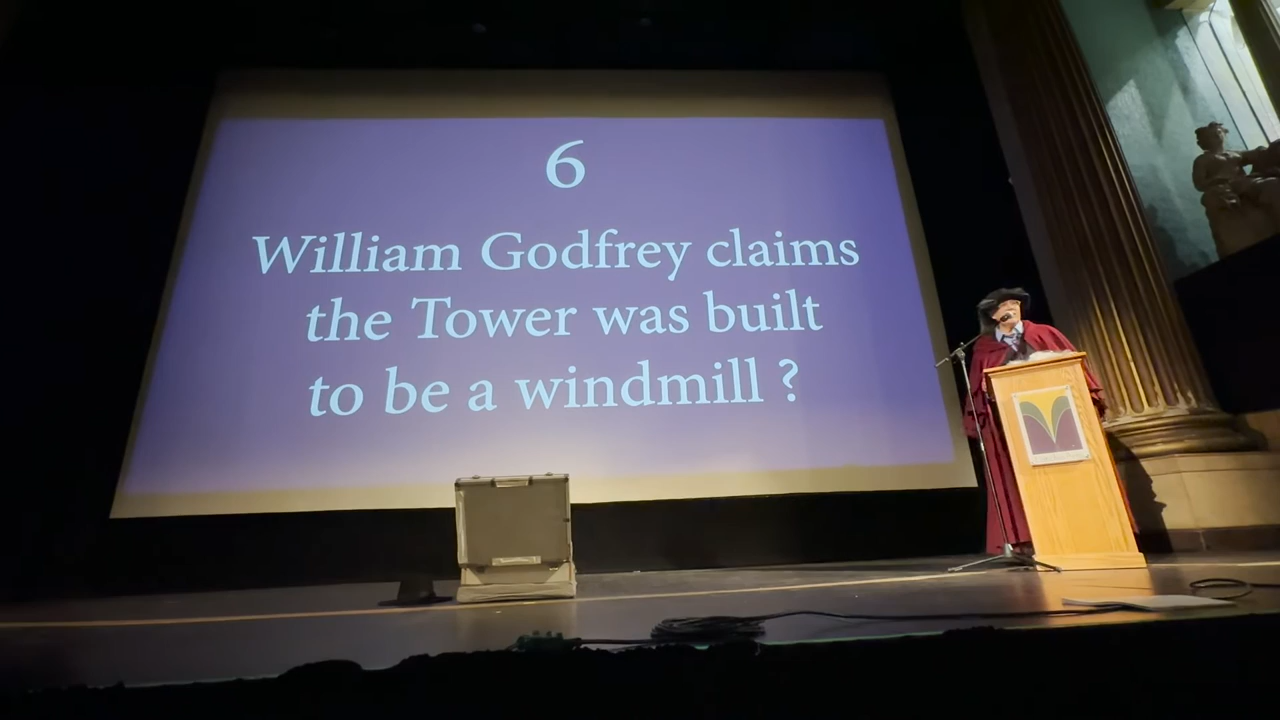 6
William Godfrey claims
the Tower was built
to be a windmill ?